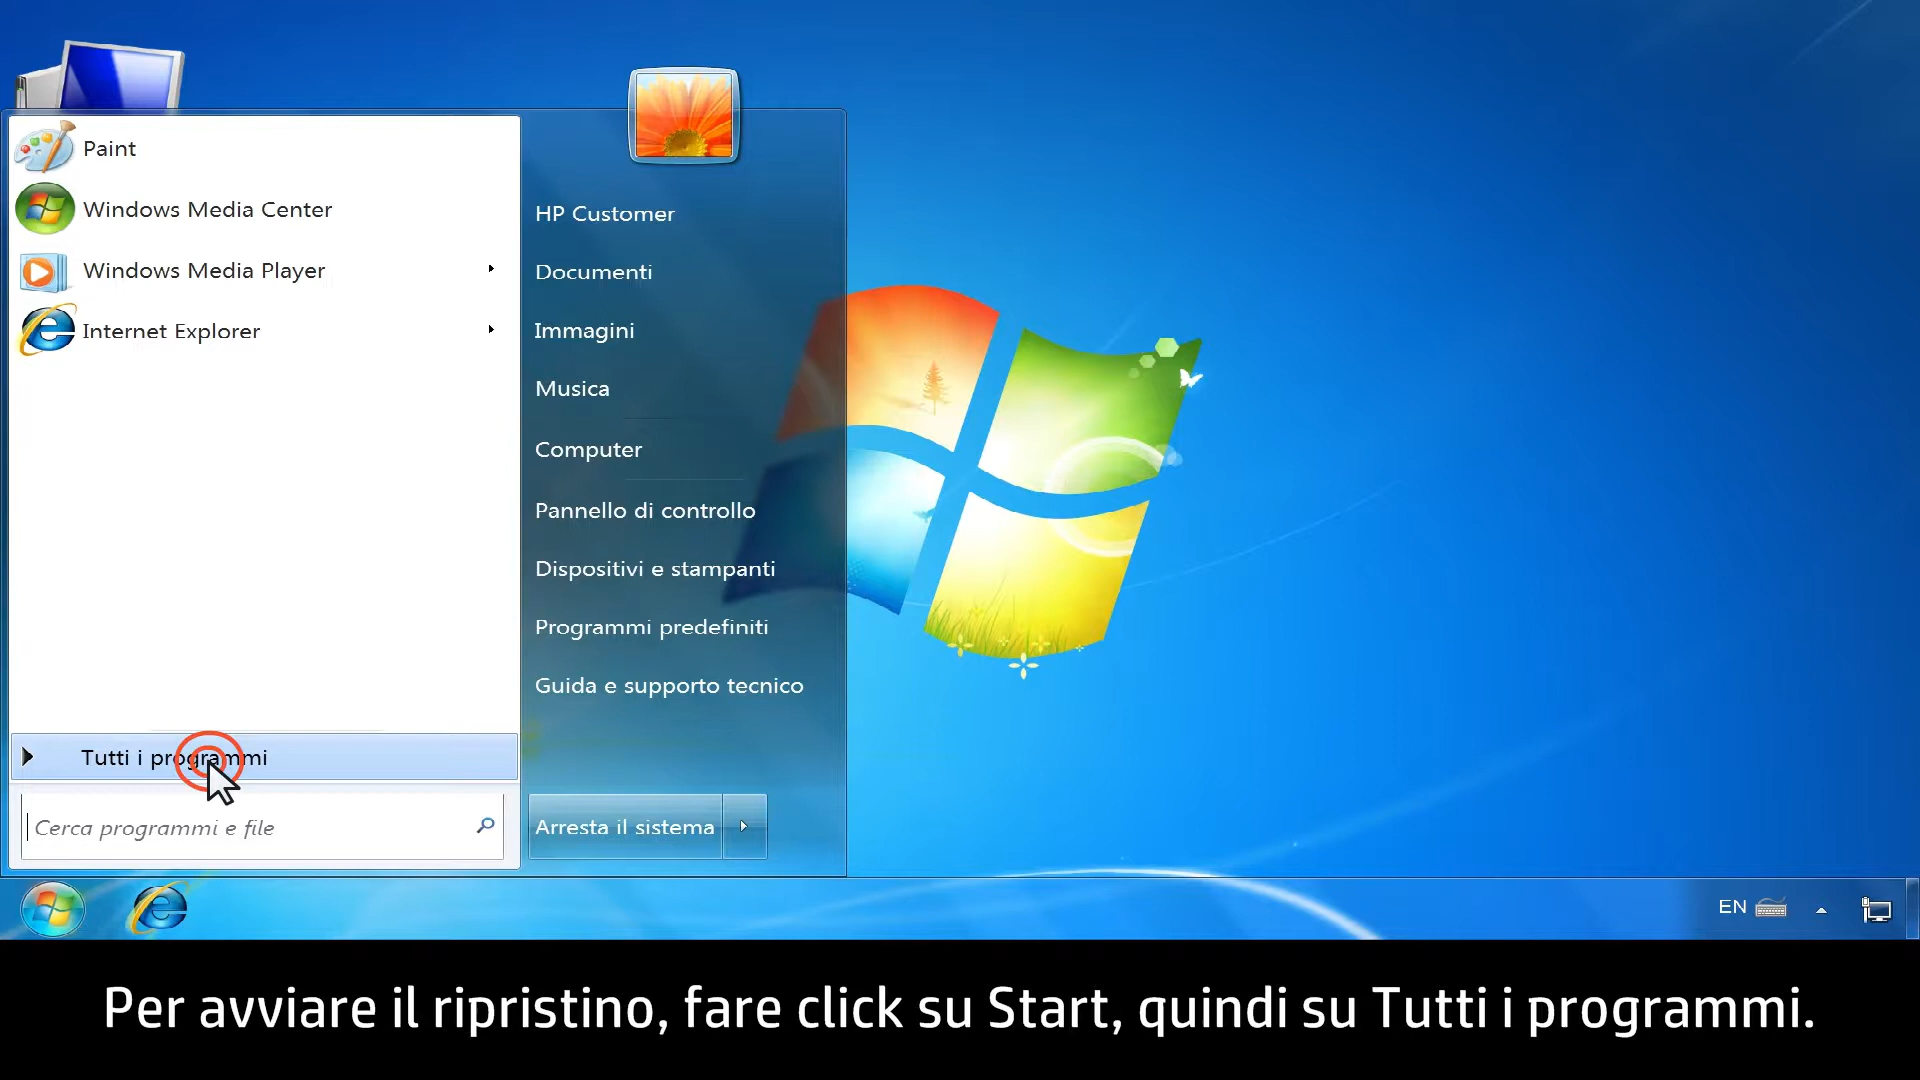 Paint
Windows Media Center
Windows Media Player
Internet Explorer
Tutti i programmi
Cerca programmi e file
HP Customer
Documenti
Immagini
Musica
Computer
Pannello di controllo
Dispositivi e stampanti
Programmi predefiniti
Guida e supporto tecnico
Arresta il sistema
EN
Per avviare il ripristino, fare click su Start, quindi su Tutti i programmi.